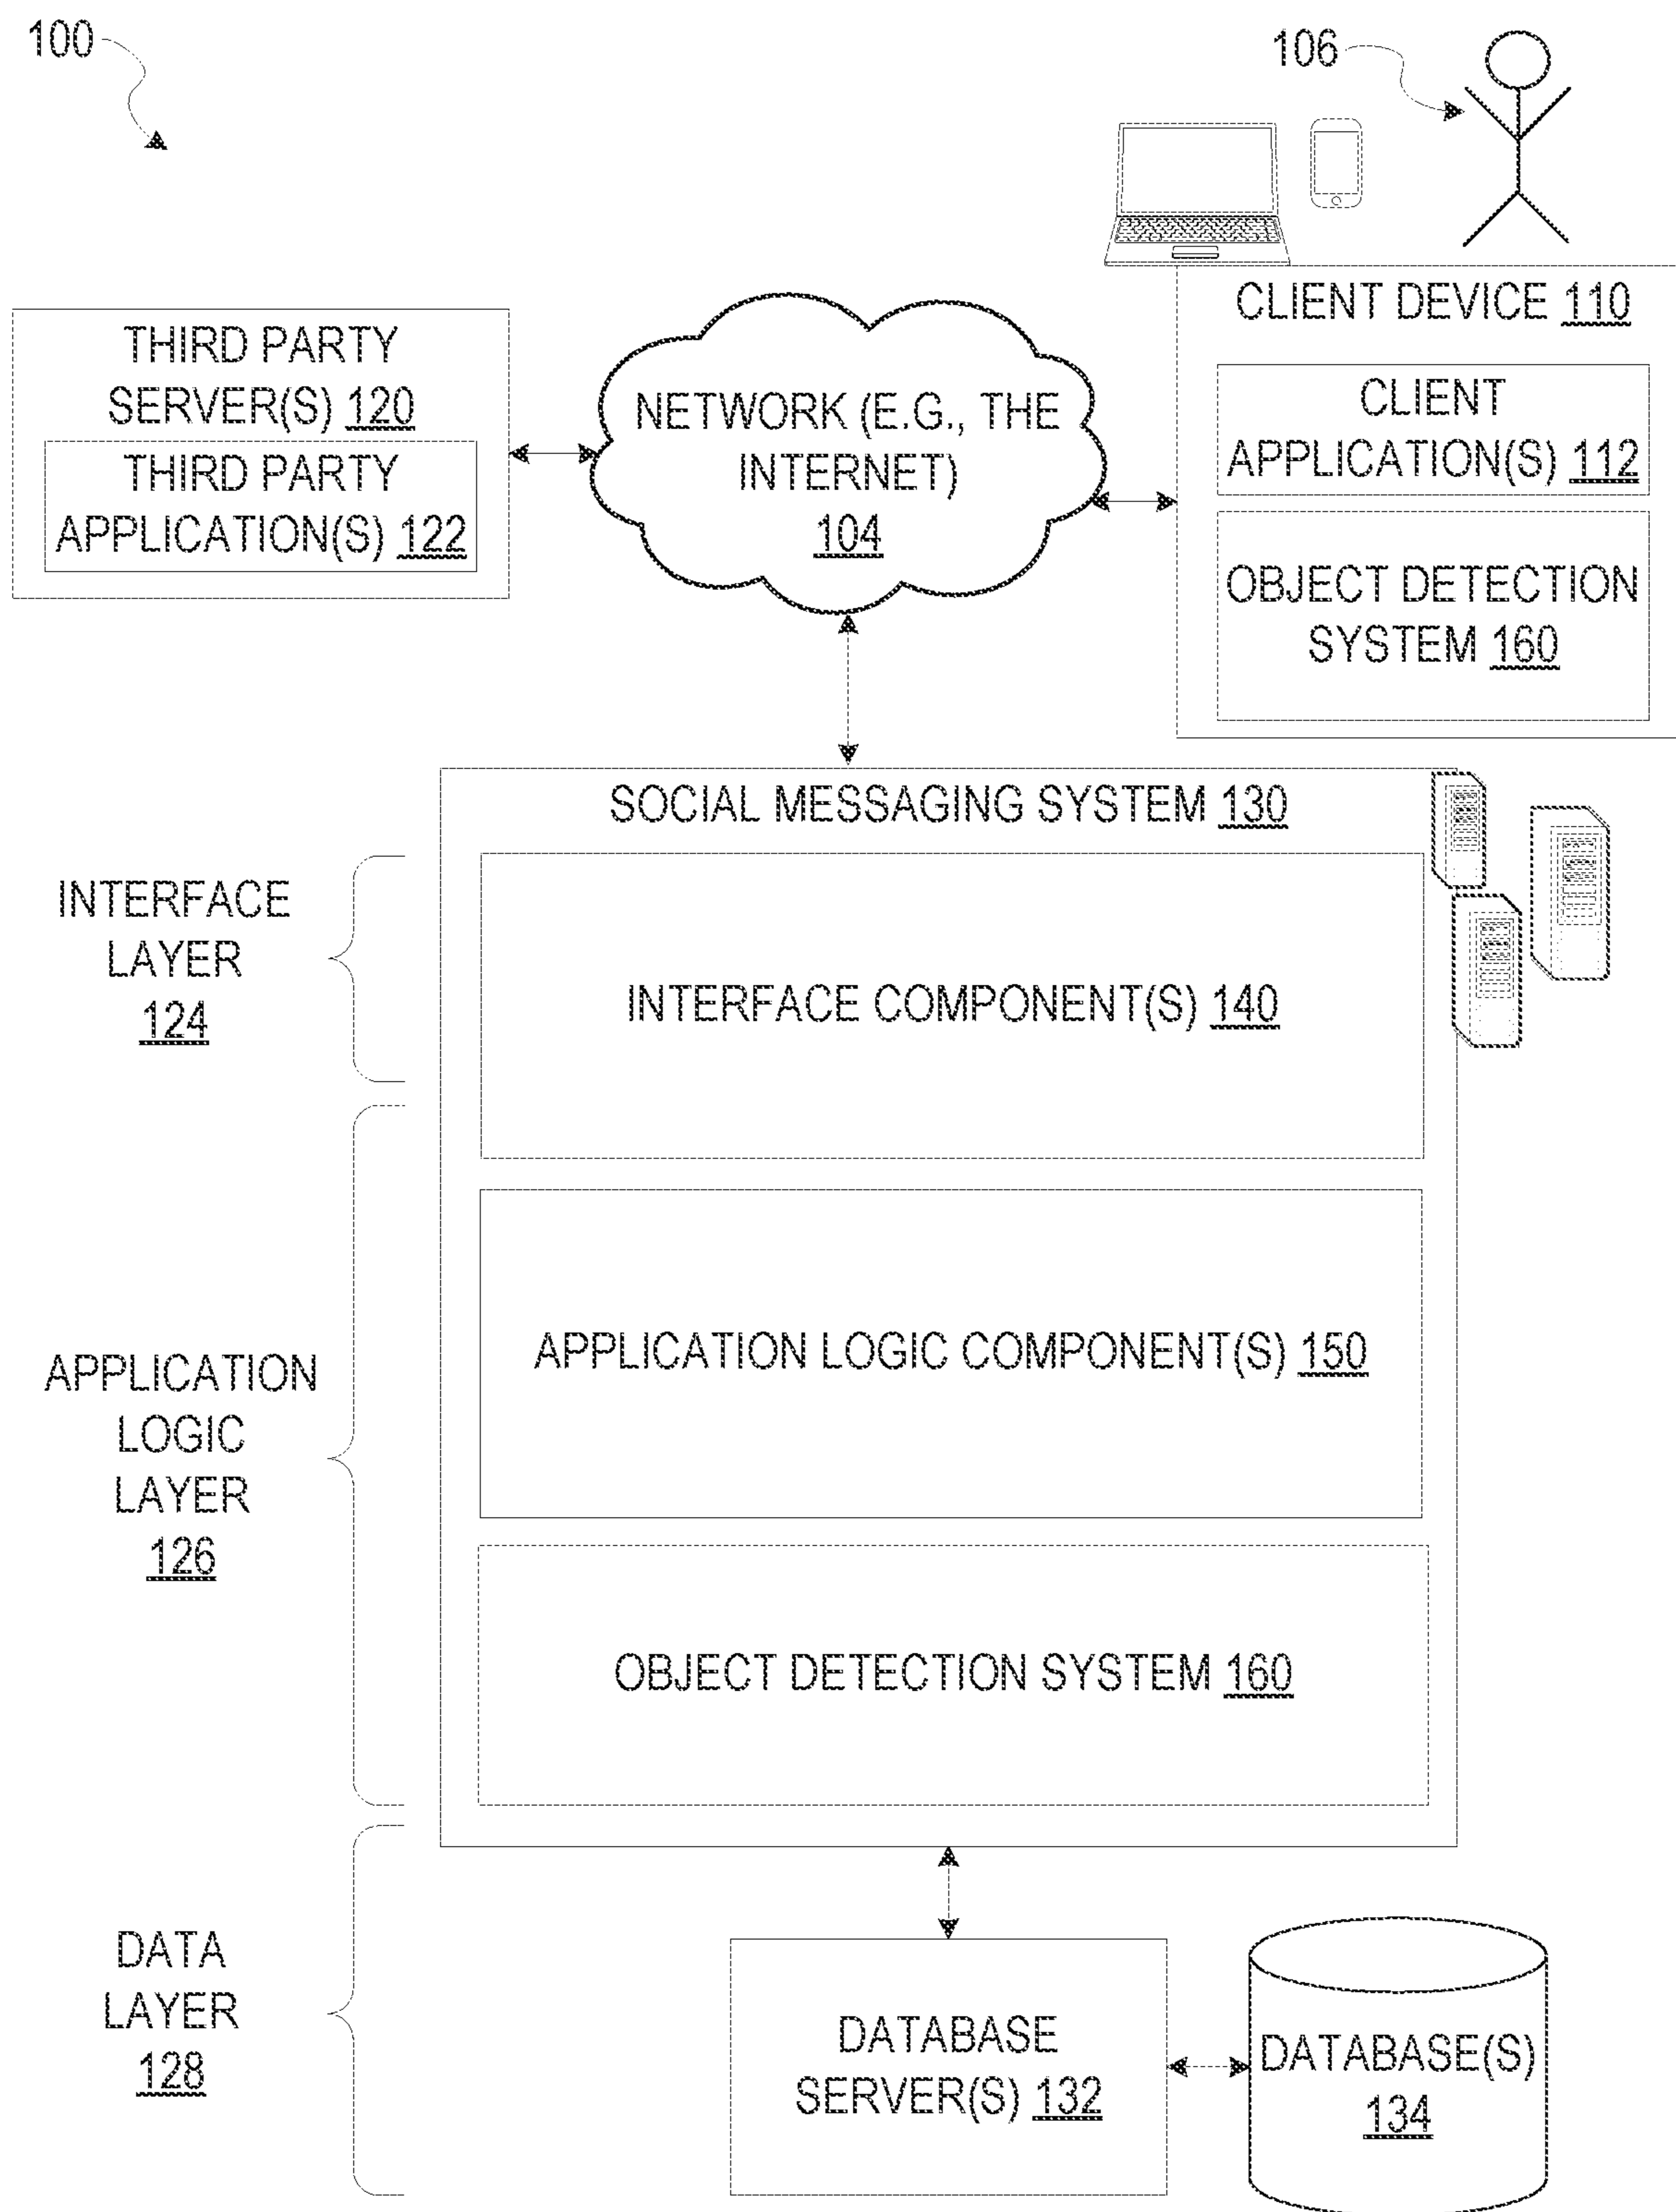 100
106
CLIENT DEVICE 110
CLIENT
APPLICATION(S) 112
OBJECT DETECTION
SYSTEM 160
THIRD PARTY
SERVER(S) 120
THIRD PARTY
APPLICATION(S) 122
NETWORK (E.G., THE
INTERNET)
104
SOCIAL MESSAGING SYSTEM 130
INTERFACE
LAYER
124
INTERFACE COMPONENT(S) 140
APPLICATION
LOGIC
LAYER
126
APPLICATION LOGIC COMPONENT(S) 150
OBJECT DETECTION SYSTEM 160
DATA
LAYER
128
DATABASE
SERVER(S) 132
DATABASE(S)
134